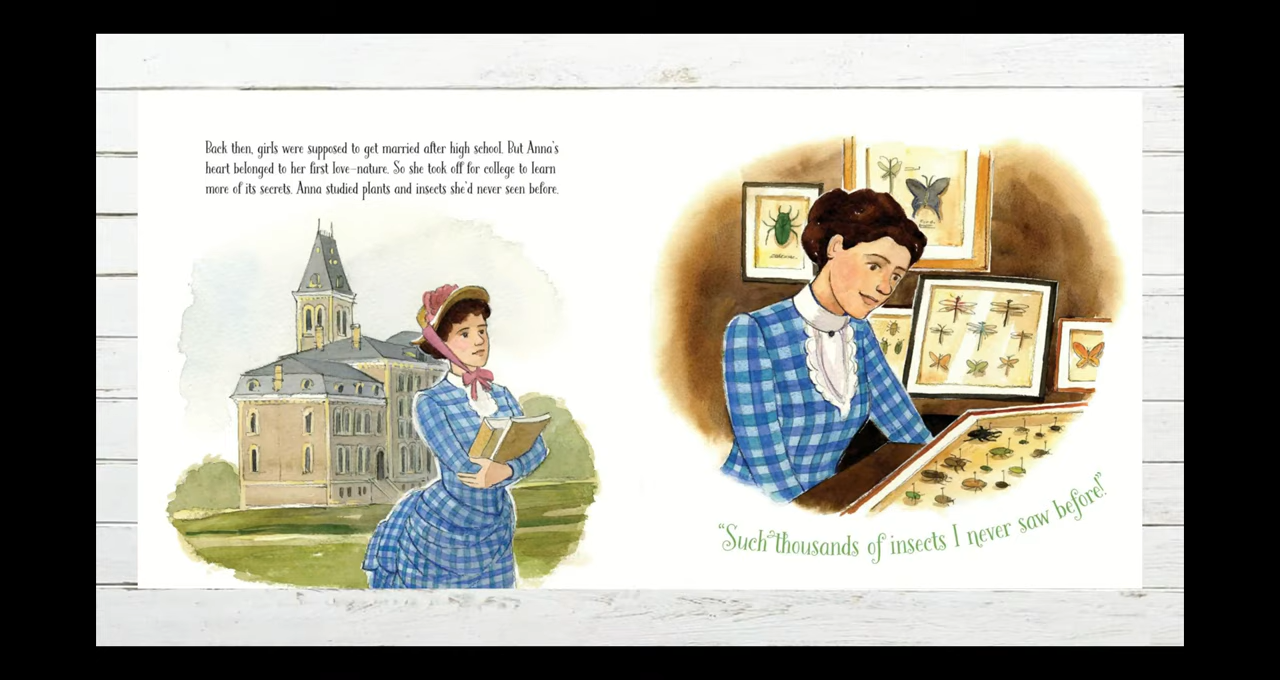 Back then, girls were supposed to get married after high school. But Anna's
heart belonged to her first love—nature. So she took off for college to learn
more of its secrets. Anna studied plants and insects she'd never seen before.
"Such thousands of insects I never saw before!"